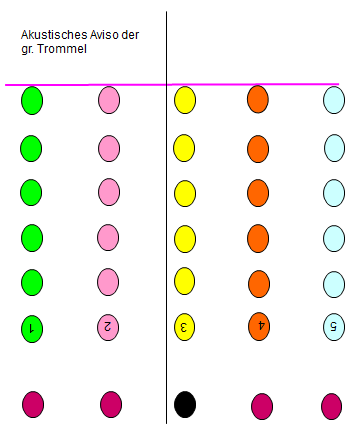 Akustisches Aviso der
gr. Trommel
1 2 3 4 5